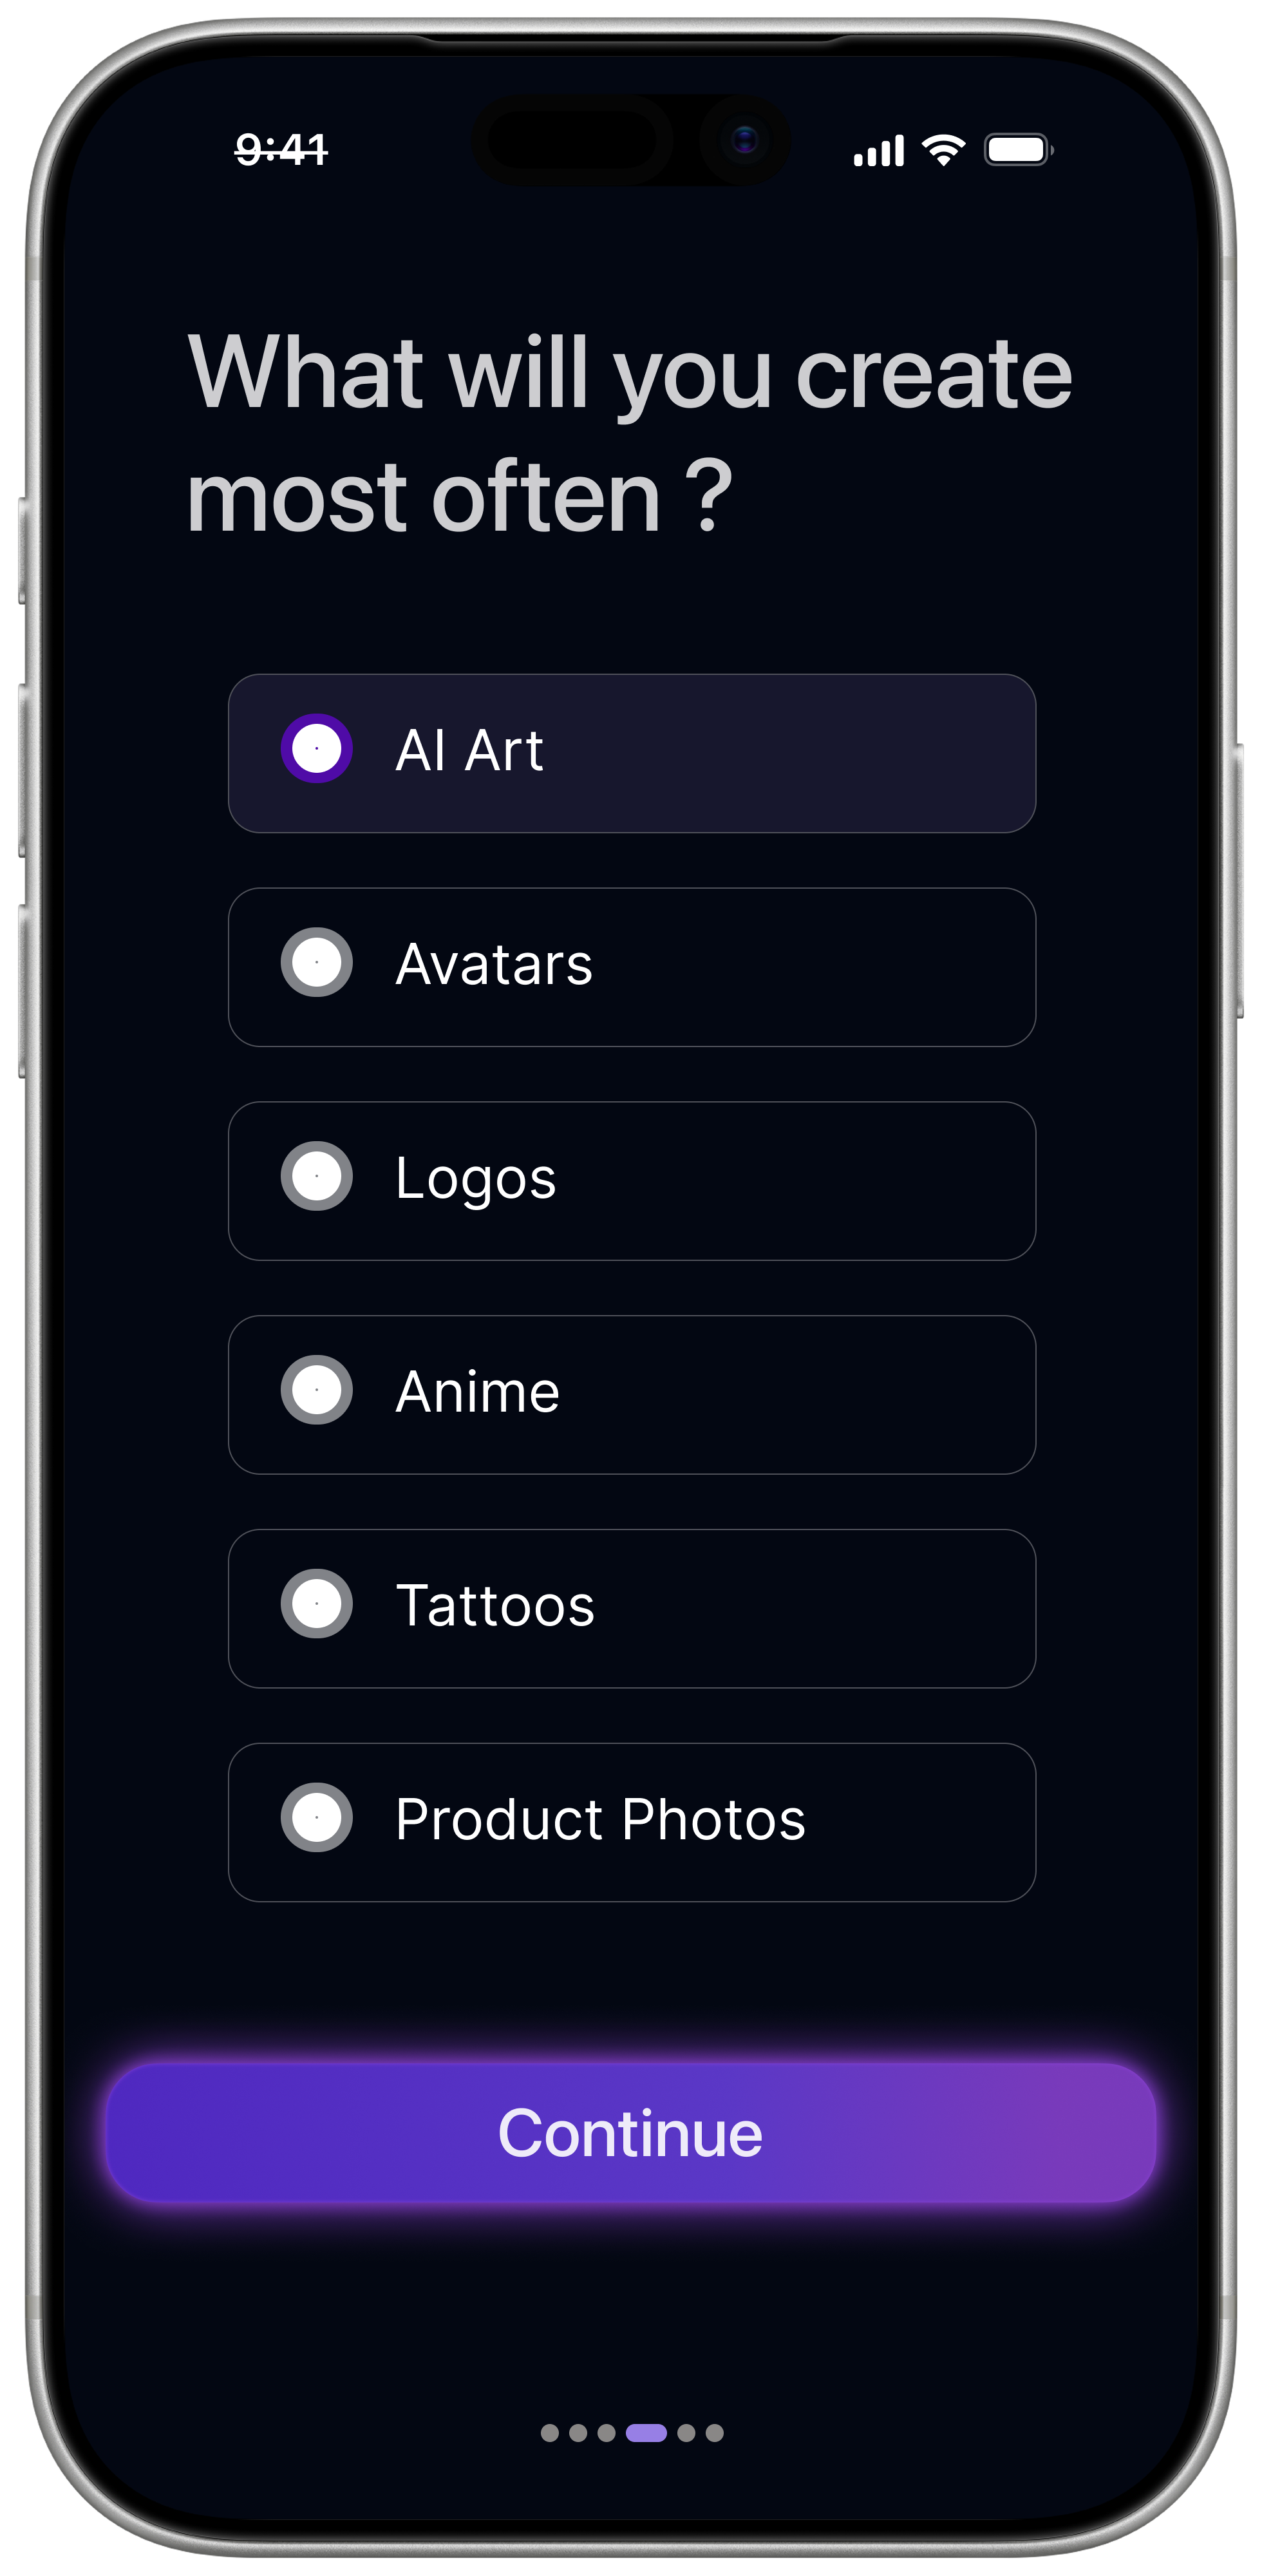 9:41
What will you create
most often ?
AI Art
Avatars
Logos
Anime
Tattoos
Product Photos
Continue